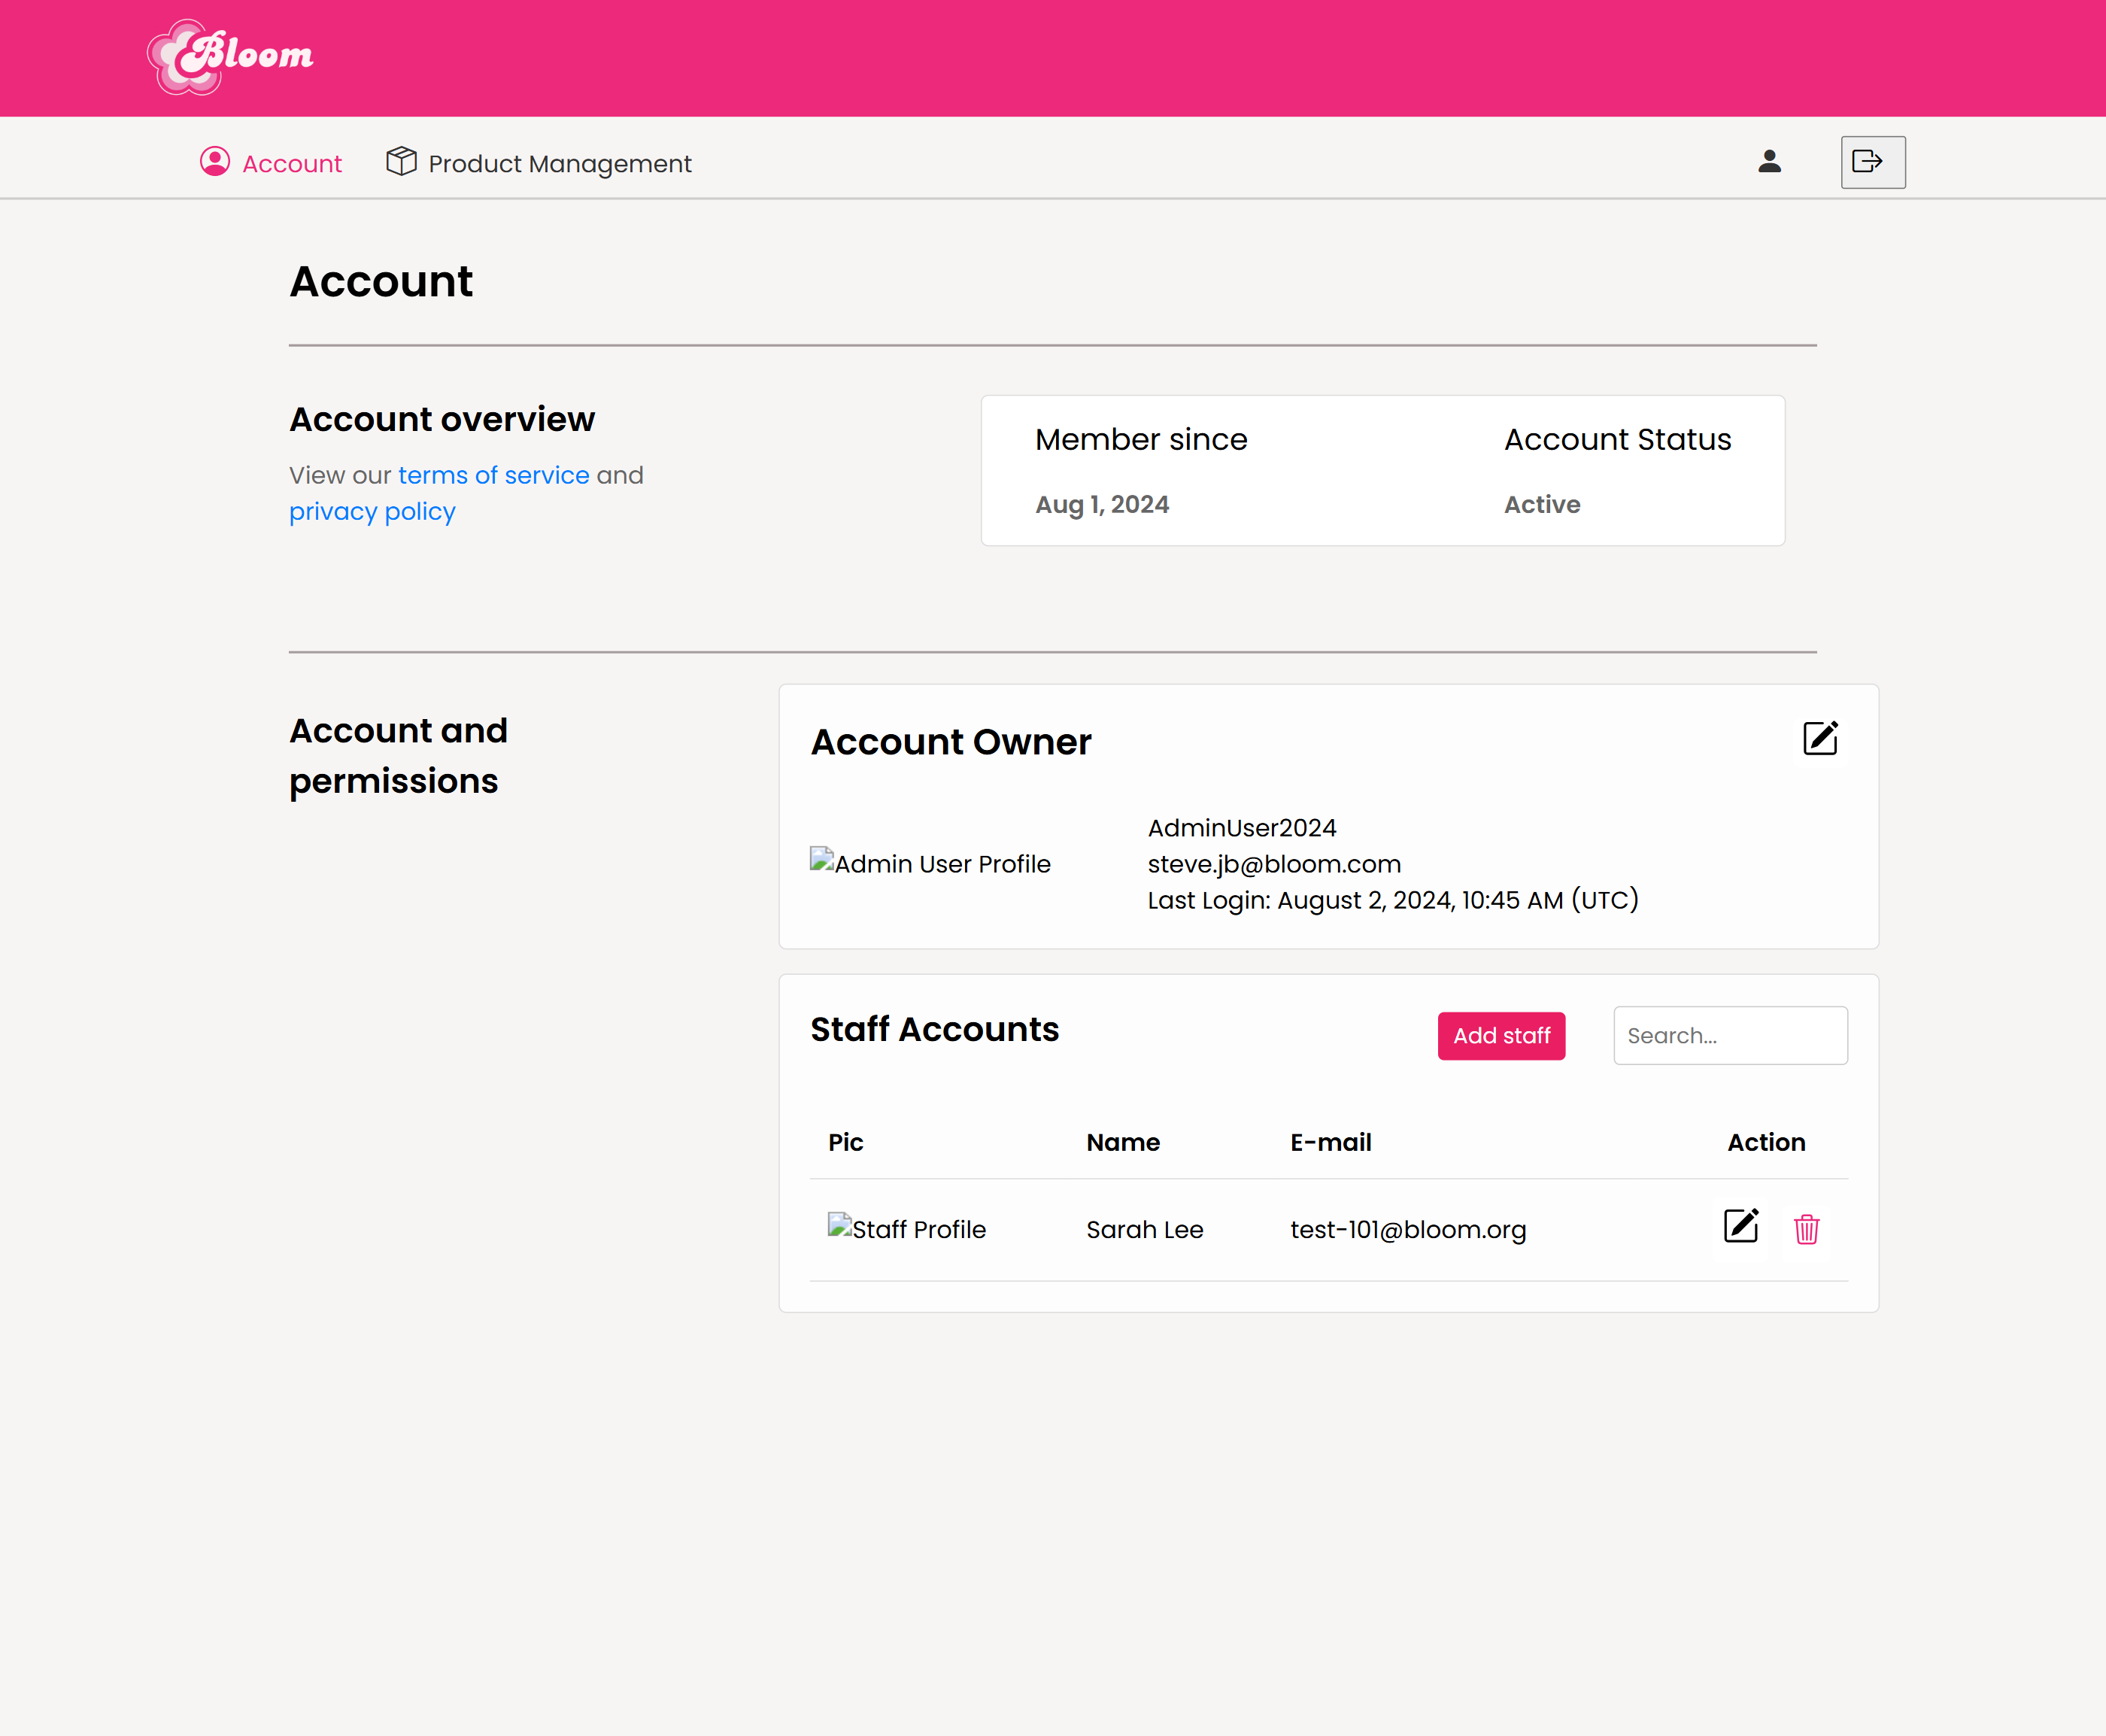 Bloom
Account
Product Management
Account
Account overview
View our terms of service and
privacy policy
Member since
Account Status
Aug 1, 2024
Active
Account and
permissions
Account Owner
Admin User Profile
AdminUser2024
steve.jb@bloom.com
Last Login: August 2, 2024, 10:45 AM (UTC)
Staff Accounts
Add staff
Search...
Pic
Name
E-mail
Action
Staff Profile
Sarah Lee
test-101@bloom.org